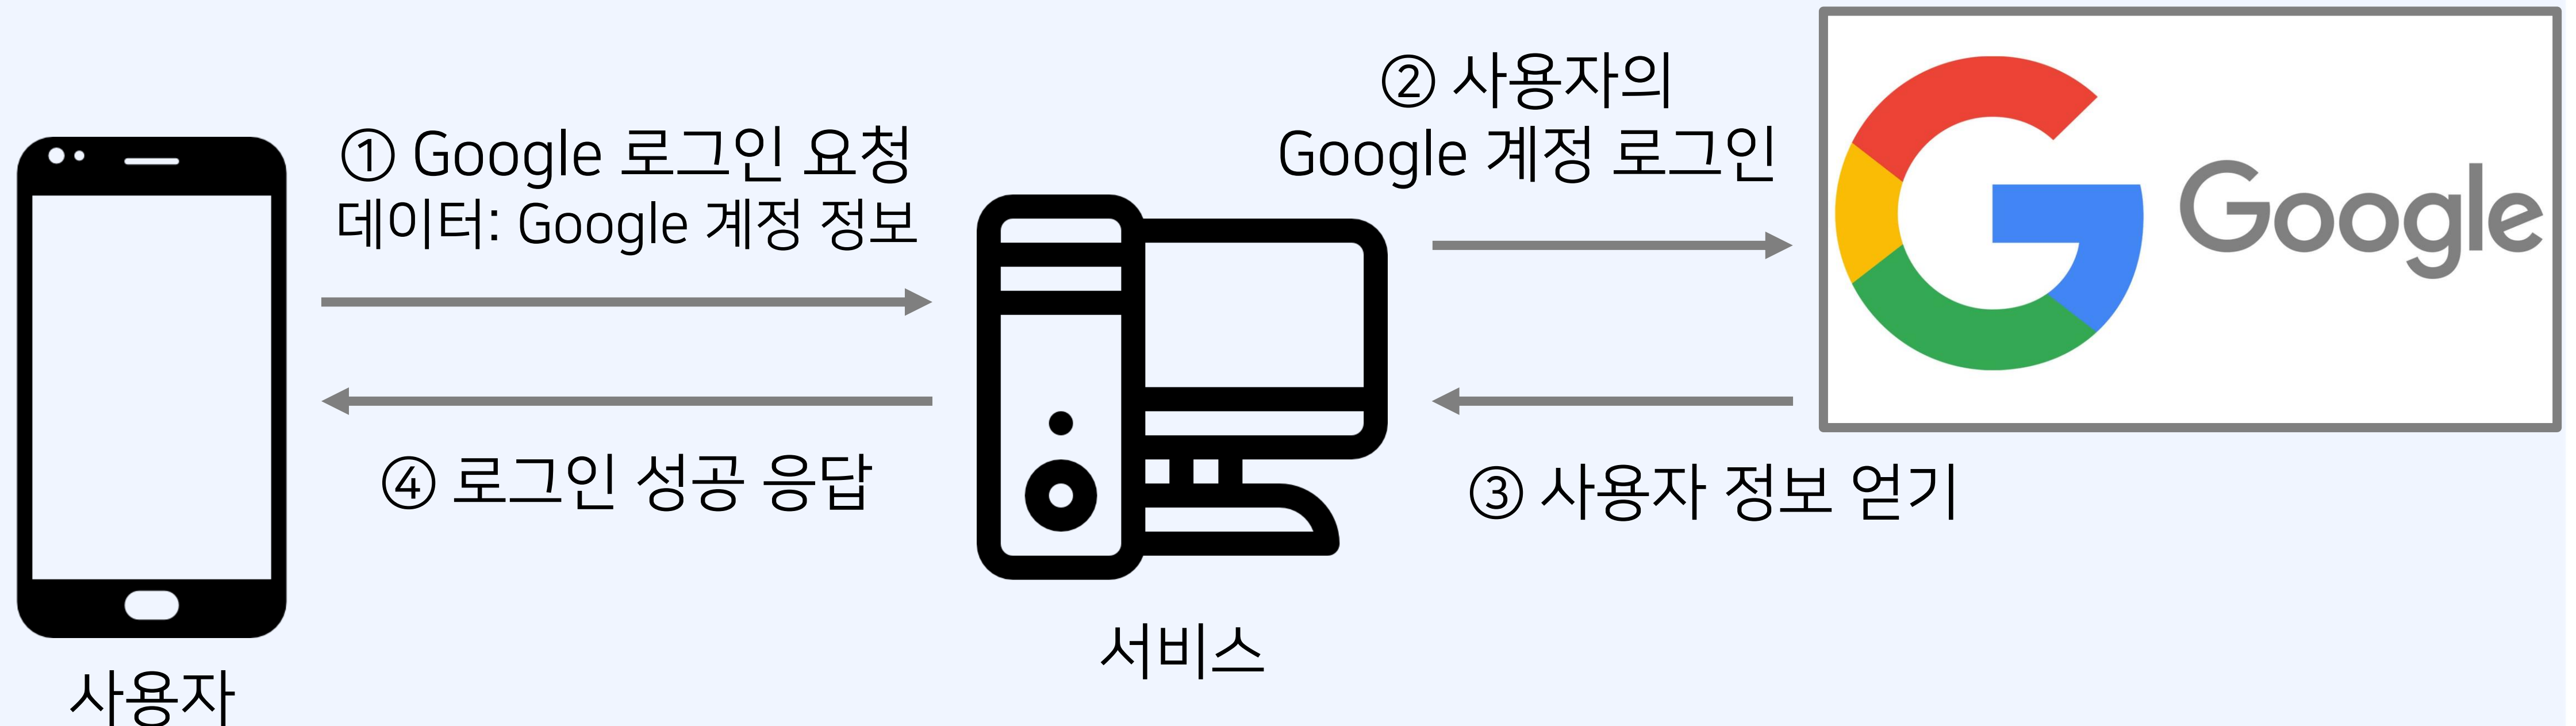 ① Google 로그인 요청
데이터: Google 계정 정보
② 사용자의
Google 계정 로그인
Google
④ 로그인 성공 응답
③ 사용자 정보 얻기
서비스
사용자